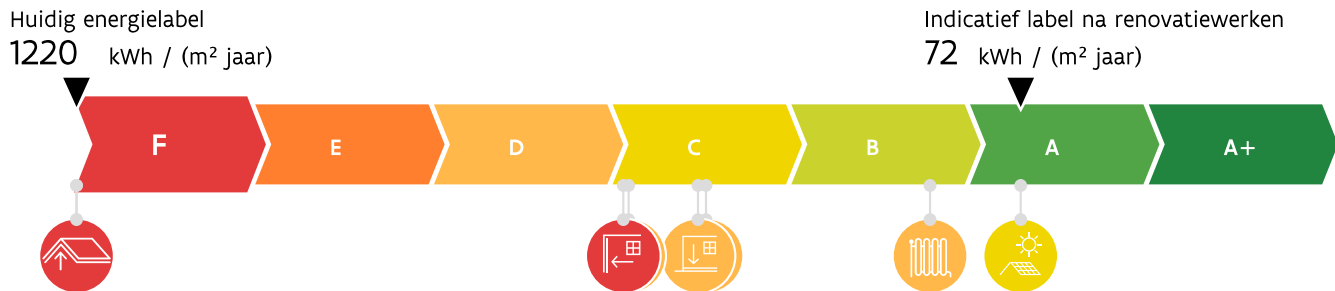 Huidig energielabel
1220 kWh / (m² jaar)
Indicatief label na renovatiewerken
72 kWh / (m² jaar)
F E D C B A A+